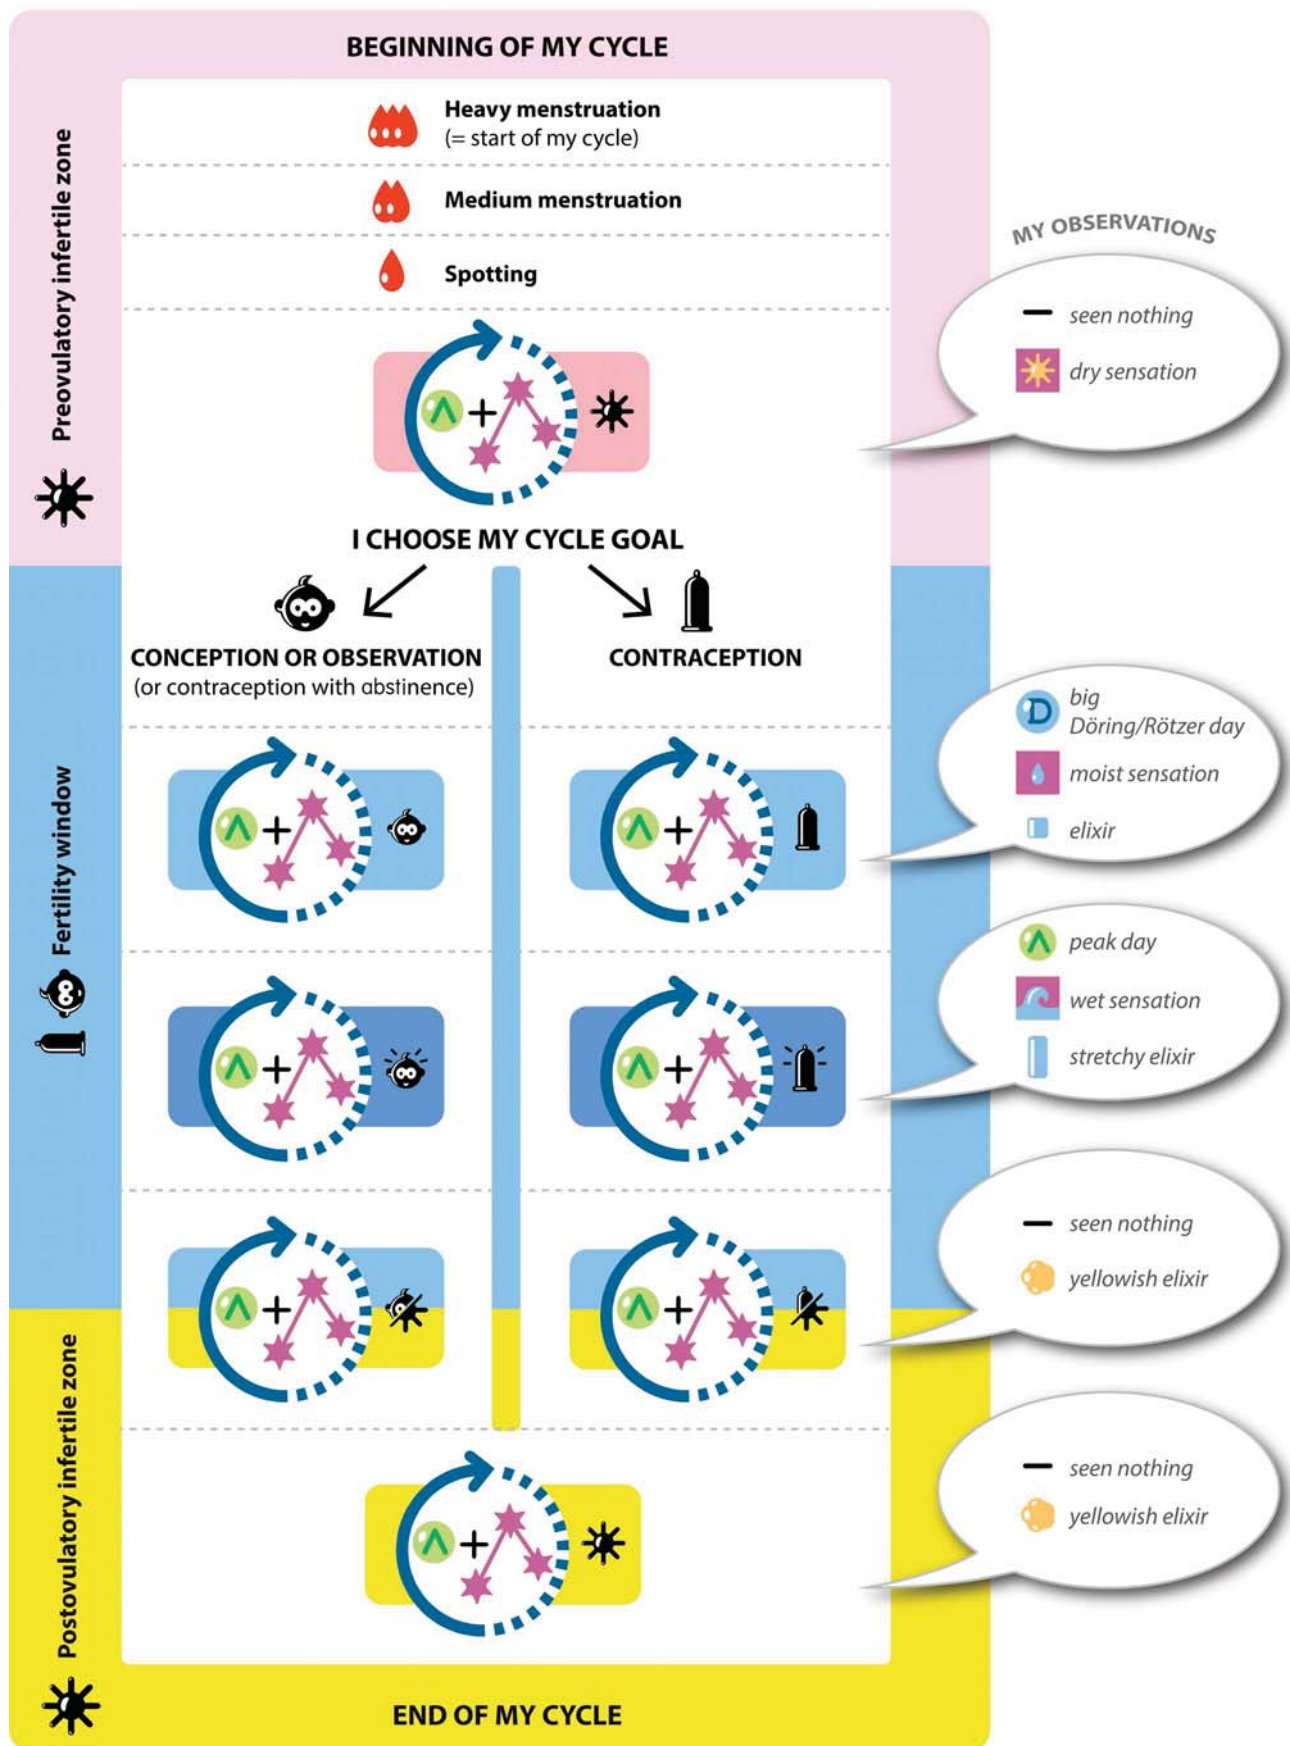 BEGINNING OF MY CYCLE
Heavy menstruation
(= start of my cycle)
Medium menstruation
Spotting
Preovulatory infertile zone
MY OBSERVATIONS
seen nothing
dry sensation
I CHOOSE MY CYCLE GOAL
CONCEPTION OR OBSERVATION
(or contraception with abstinence)
CONTRACEPTION
Fertility window
D
big
Döring/Rötzer day
moist sensation
elixir
peak day
wet sensation
stretchy elixir
seen nothing
yellowish elixir
Postovulatory infertile zone
seen nothing
yellowish elixir
END OF MY CYCLE